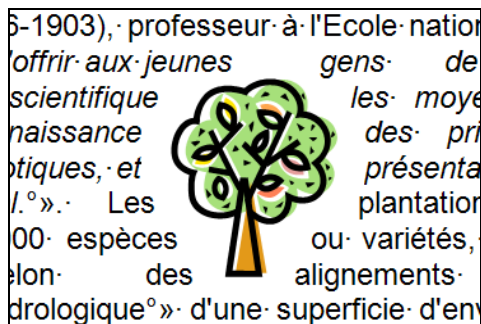 6-1903), professeur à l'Ecole nation
l'offrir aux jeunes gens de
scientifique les moye
naissance des pri
otiques, et présenta
l.°». Les plantation
000 espèces ou variétés,
elon des alignements
drologique°» d'une superficie d'env